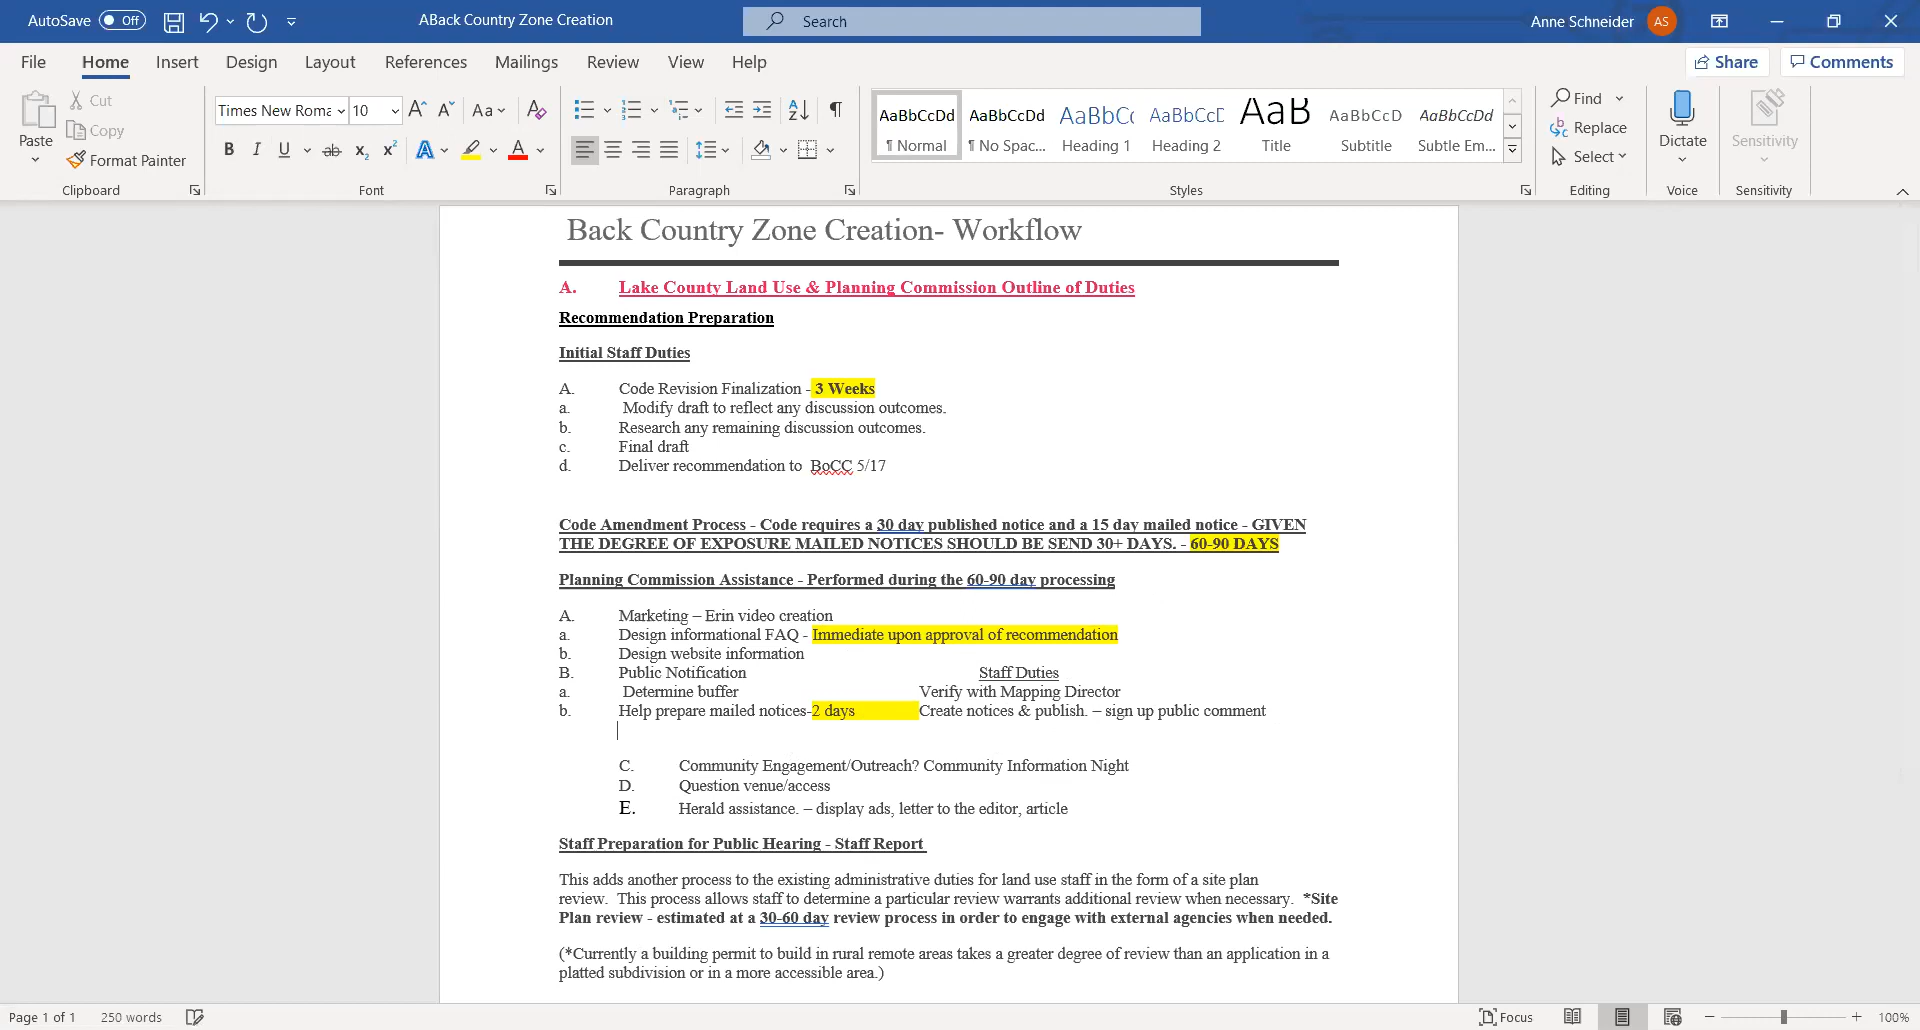 AutoSave Off ABack Country Zone Creation Search Anne Schneider AS
File Home Insert Design Layout References Mailings Review View Help Share Comments
Paste
Cut
Copy
Format Painter
Clipboard
Times New Roma 10
Aa
B I U ab x₂ x² A A
Font
Paragraph
AaBbCcDd AaBbCcDd AaBbCc AaBbCcD AaB AaBbCcD AaBbCcDd
¶ Normal ¶ No Spac... Heading 1 Heading 2 Title Subtitle Subtle Em...
Styles
Find
Replace
Select
Editing
Dictate
Voice
Sensitivity
Sensitivity
Back Country Zone Creation- Workflow
A. Lake County Land Use & Planning Commission Outline of Duties
Recommendation Preparation
Initial Staff Duties
A. Code Revision Finalization - 3 Weeks
a. Modify draft to reflect any discussion outcomes.
b. Research any remaining discussion outcomes.
c. Final draft
d. Deliver recommendation to BoCC 5/17
Code Amendment Process - Code requires a 30 day published notice and a 15 day mailed notice - GIVEN
THE DEGREE OF EXPOSURE MAILED NOTICES SHOULD BE SEND 30+ DAYS. - 60-90 DAYS
Planning Commission Assistance - Performed during the 60-90 day processing
A. Marketing – Erin video creation
a. Design informational FAQ - Immediate upon approval of recommendation
b. Design website information
B. Public Notification Staff Duties
a. Determine buffer Verify with Mapping Director
b. Help prepare mailed notices-2 days Create notices & publish. – sign up public comment
C. Community Engagement/Outreach? Community Information Night
D. Question venue/access
E. Herald assistance. – display ads, letter to the editor, article
Staff Preparation for Public Hearing - Staff Report
This adds another process to the existing administrative duties for land use staff in the form of a site plan
review. This process allows staff to determine a particular review warrants additional review when necessary. *Site
Plan review - estimated at a 30-60 day review process in order to engage with external agencies when needed.
(*Currently a building permit to build in rural remote areas takes a greater degree of review than an application in a
platted subdivision or in a more accessible area.)
Page 1 of 1 250 words Focus 100%